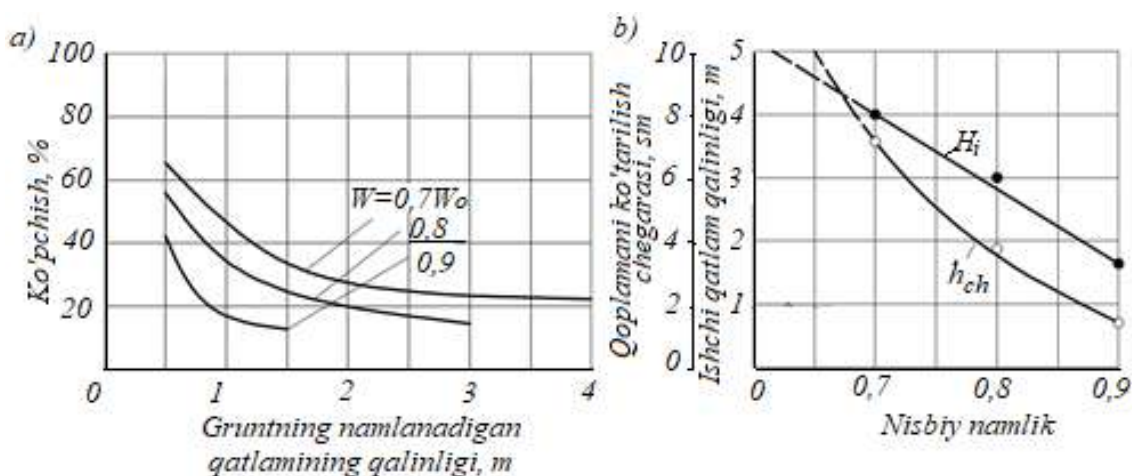 a)
Ko'pchish, %
100
80
60
40
20
0
1
2
3
4
W=0,7Wo
0,8
0,9
Gruntning namlanadigan
qatlamining qalinligi, m
b)
Qoplamani ko'tarilish
chegarasi, sm
10
8
6
4
2
0
Ishchi qatlam qalinligi, m
5
4
3
2
1
0
0,7
0,8
0,9
Hi
hch
Nisbiy namlik